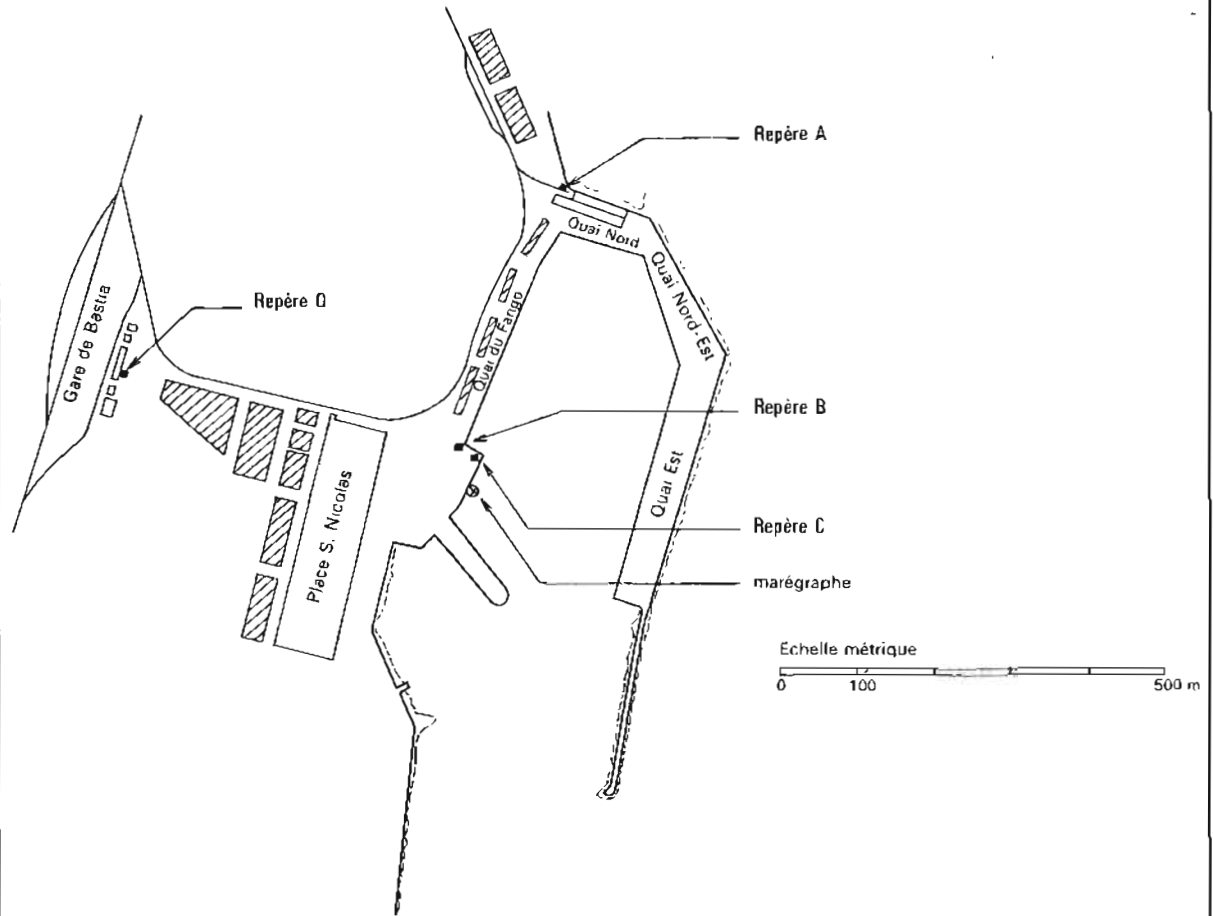 Repère A
Quai Nord
Quai Nord-Est
Gare de Bastia
Repère Q
Quai du Fango
Repère B
Quai Est
Place S. Nicolas
Repère C
marégraphe
Echelle métrique
0 100 500 m